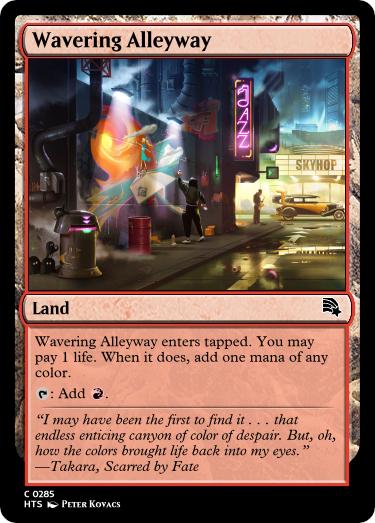 Wavering Alleyway
JAZZ
SKYHOP
Land
Wavering Alleyway enters tapped. You may
pay 1 life. When it does, add one mana of any
color.
: Add .
“I may have been the first to find it . . . that
endless enticing canyon of color of despair. But, oh,
how the colors brought life back into my eyes.”
—Takara, Scarred by Fate
C 0285
HTS Peter Kovacs